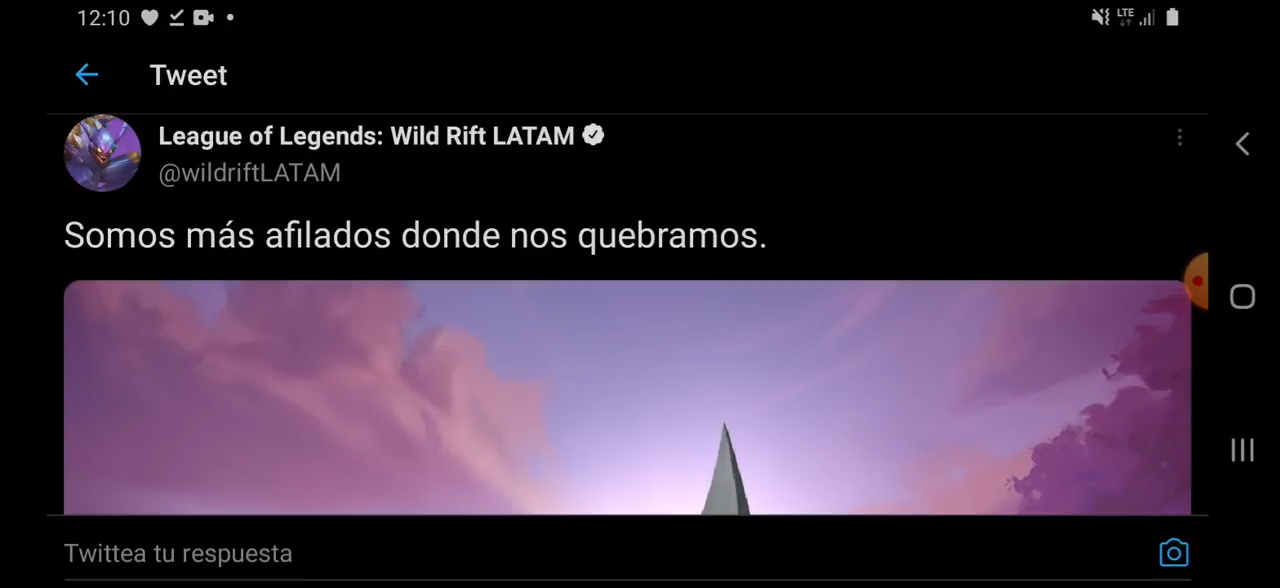 12:10
LTE
Tweet
League of Legends: Wild Rift LATAM
@wildriftLATAM
Somos más afilados donde nos quebramos.
Twittea tu respuesta